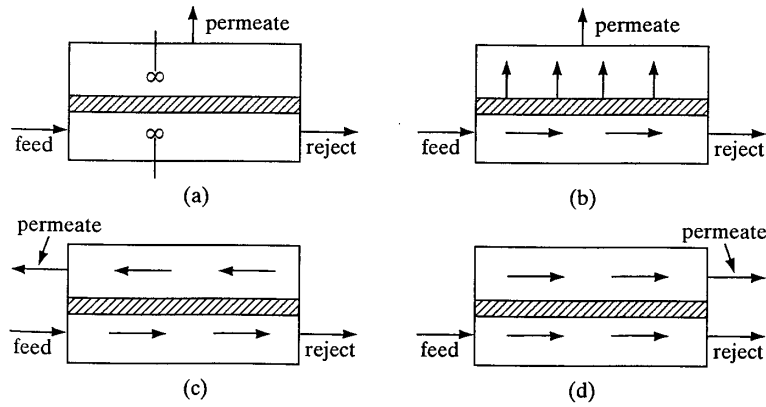 permeate
feed
reject
(a)
permeate
feed
reject
(b)
permeate
feed
reject
(c)
permeate
feed
reject
(d)